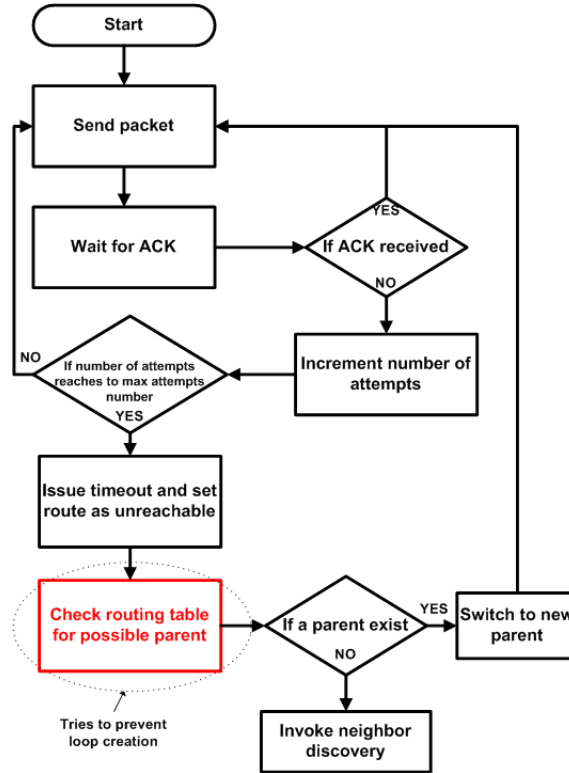 Start
Send packet
Wait for ACK
If ACK received
YES
NO
Increment number of
attempts
If number of attempts
reaches to max attempts
number
NO
YES
Issue timeout and set
route as unreachable
Check routing table
for possible parent
Tries to prevent
loop creation
If a parent exist
YES
NO
Switch to new
parent
Invoke neighbor
discovery